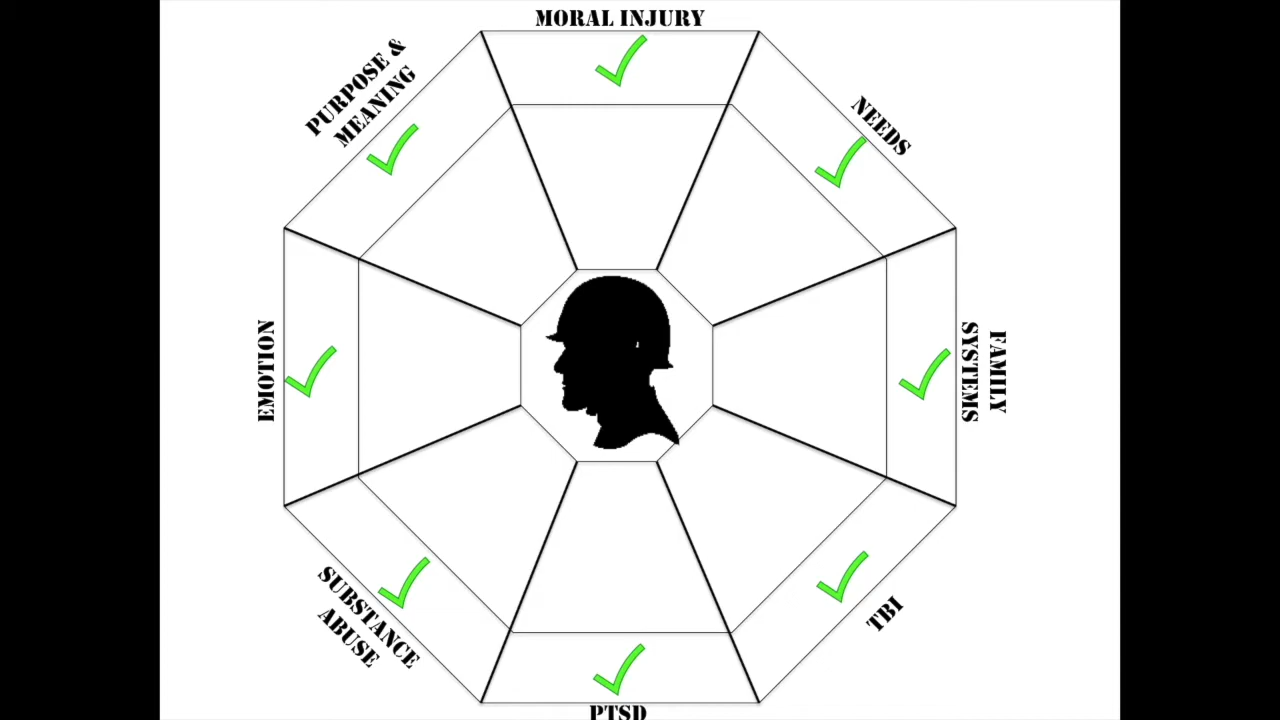 MORAL INJURY
PURPOSE &
MEANING
NEEDS
EMOTION
FAMILY
SYSTEMS
SUBSTANCE
ABUSE
TBI
PTSD